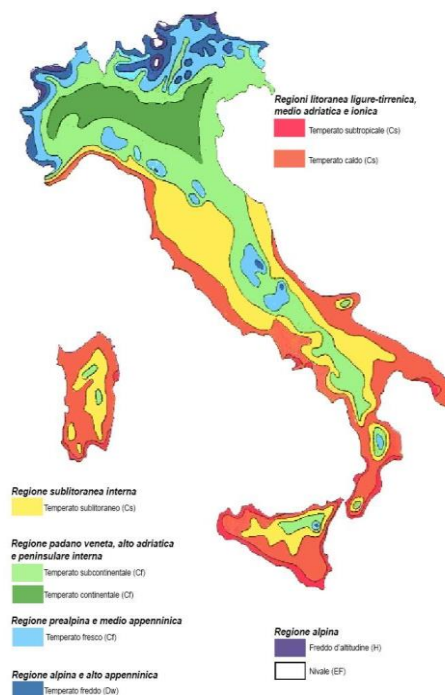 Regioni litoranea ligure-tirrenica,
medio adriatica e ionica
Temperato subtropicale (Cs)
Temperato caldo (Cs)
Regione sublitoranea interna
Temperato sublitoraneo (Cs)
Regione padano veneta, alto adriatica
e peninsulare interna
Temperato subcontinentale (Cf)
Temperato continentale (Cf)
Regione prealpina e medio appenninica
Temperato fresco (Cf)
Regione alpina e alto appenninica
Temperato freddo (Dw)
Regione alpina
Freddo d'altitudine (H)
Nivale (EF)